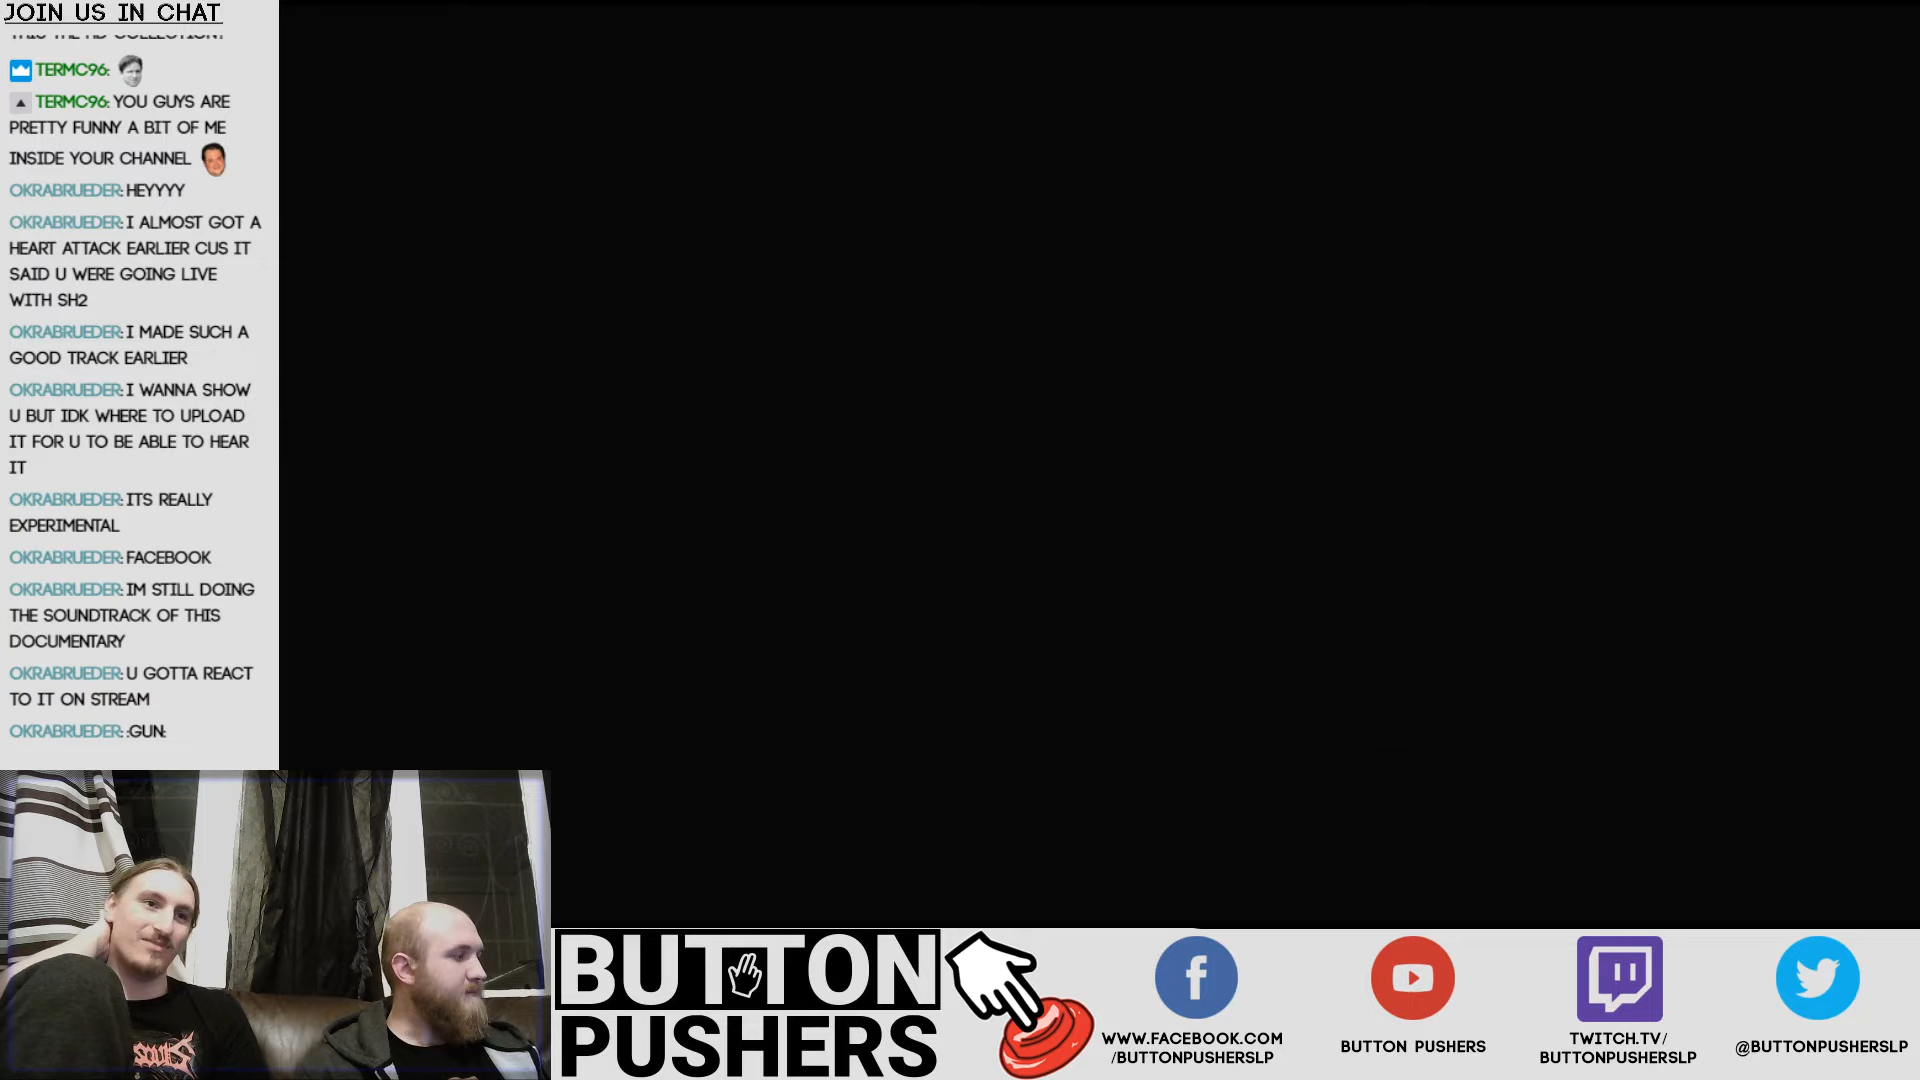 JOIN US IN CHAT
THIS THE HD COLLECTION?
TERMC96:
TERMC96: YOU GUYS ARE
PRETTY FUNNY A BIT OF ME
INSIDE YOUR CHANNEL
OKRABRUEDER: HEYYYY
OKRABRUEDER: I ALMOST GOT A
HEART ATTACK EARLIER CUS IT
SAID U WERE GOING LIVE
WITH SH2
OKRABRUEDER: I MADE SUCH A
GOOD TRACK EARLIER
OKRABRUEDER: I WANNA SHOW
U BUT IDK WHERE TO UPLOAD
IT FOR U TO BE ABLE TO HEAR
IT
OKRABRUEDER: ITS REALLY
EXPERIMENTAL
OKRABRUEDER: FACEBOOK
OKRABRUEDER: IM STILL DOING
THE SOUNDTRACK OF THIS
DOCUMENTARY
OKRABRUEDER: U GOTTA REACT
TO IT ON STREAM
OKRABRUEDER: :GUN:
BUTTON
PUSHERS
WWW.FACEBOOK.COM
/BUTTONPUSHERSLP
BUTTON PUSHERS
TWITCH.TV/
BUTTONPUSHERSLP
@BUTTONPUSHERSLP